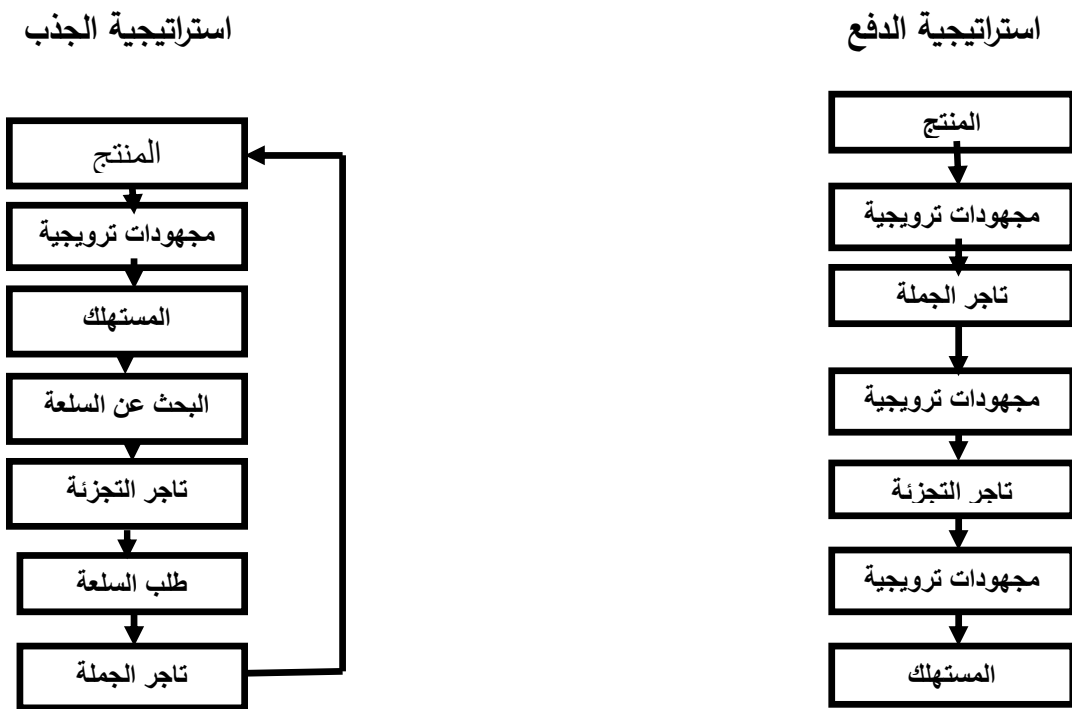 استراتيجية الدفع
المنتج
مجهودات ترويجية
تاجر الجملة
مجهودات ترويجية
تاجر التجزئة
مجهودات ترويجية
المستهلك
استراتيجية الجذب
المنتج
مجهودات ترويجية
المستهلك
البحث عن السلعة
تاجر التجزئة
طلب السلعة
تاجر الجملة